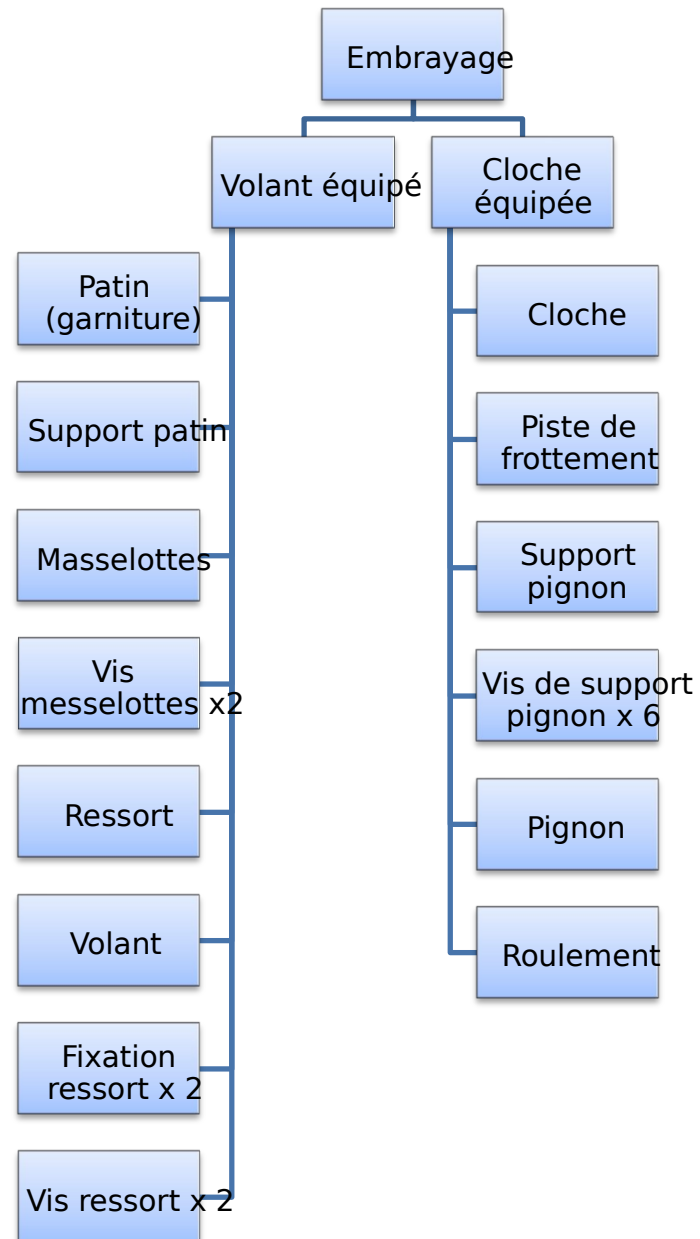 Embrayage
Volant équipé
Cloche
équipée
Patin
(garniture)
Support patin
Masselottes
Vis
messelottes x2
Ressort
Volant
Fixation
ressort x 2
Vis ressort x 2
Cloche
Piste de
frottement
Support
pignon
Vis de support
pignon x 6
Pignon
Roulement